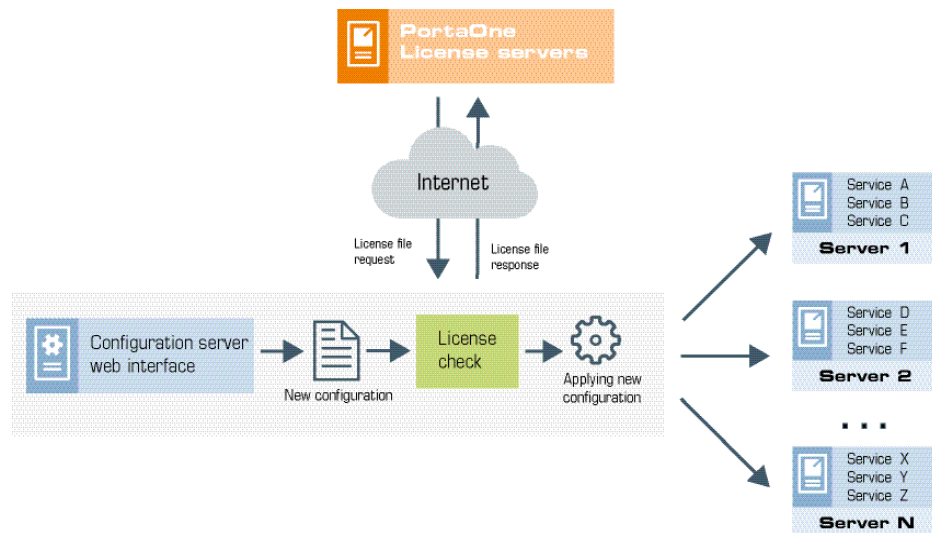 PortaOne
License servers
Internet
License file
request
License file
response
Configuration server
web interface
New configuration
License
check
Applying new
configuration
Service A
Service B
Service C
Server 1
Service D
Service E
Service F
Server 2
...
Service X
Service Y
Service Z
Server N